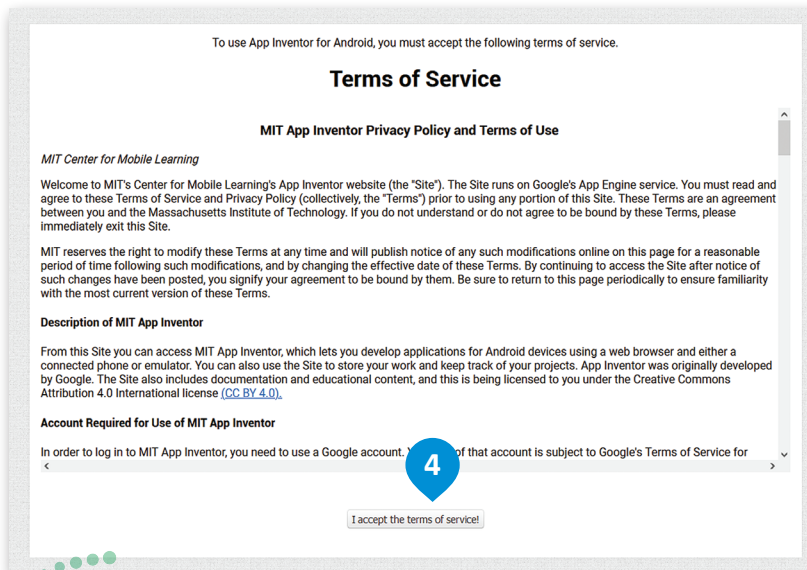 To use App Inventor for Android, you must accept the following terms of service.
Terms of Service
MIT App Inventor Privacy Policy and Terms of Use
MIT Center for Mobile Learning
Welcome to MIT's Center for Mobile Learning's App Inventor website (the "Site"). The Site runs on Google's App Engine service. You must read and
agree to these Terms of Service and Privacy Policy (collectively, the "Terms") prior to using any portion of this Site. These Terms are an agreement
between you and the Massachusetts Institute of Technology. If you do not understand or do not agree to be bound by these Terms, please
immediately exit this Site.
MIT reserves the right to modify these Terms at any time and will publish notice of any such modifications online on this page for a reasonable
period of time following such modifications, and by changing the effective date of these Terms. By continuing to access the Site after notice of
such changes have been posted, you signify your agreement to be bound by them. Be sure to return to this page periodically to ensure familiarity
with the most current version of these Terms.
Description of MIT App Inventor
From this Site you can access MIT App Inventor, which lets you develop applications for Android devices using a web browser and either a
connected phone or emulator. You can also use the Site to store your work and keep track of your projects. App Inventor was originally developed
by Google. The Site also includes documentation and educational content, and this is being licensed to you under the Creative Commons
Attribution 4.0 International license (CC BY 4.0).
Account Required for Use of MIT App Inventor
In order to log in to MIT App Inventor, you need to use a Google account. of that account is subject to Google's Terms of Service for
4
I accept the terms of service!